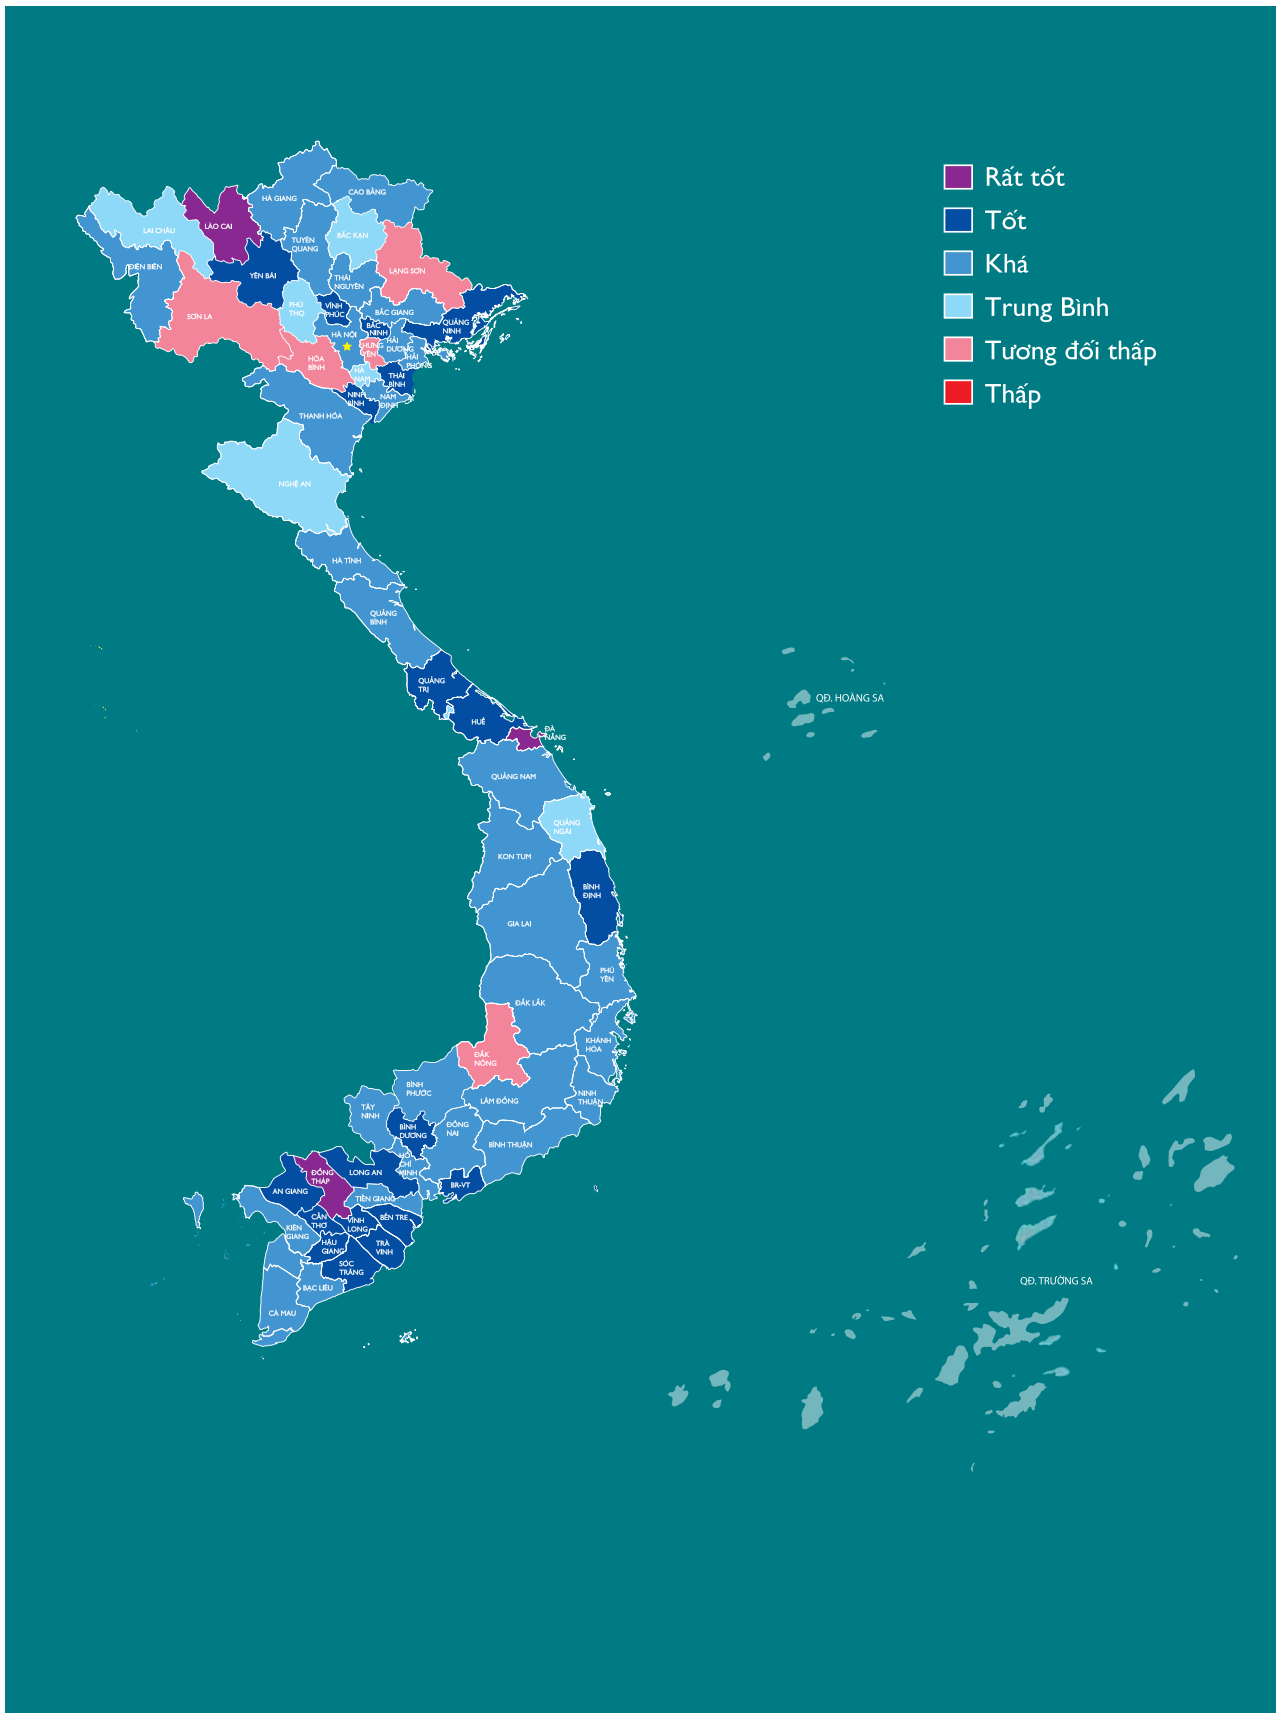 Rất tốt
Tốt
Khá
Trung Bình
Tương đối thấp
Thấp
HÀ GIANG
CAO BẰNG
LÀO CAI
LAI CHÂU
BẮC KẠN
TUYÊN
QUANG
ĐIỆN BIÊN
YÊN BÁI
LẠNG SƠN
THÁI
NGUYÊN
PHÚ
THỌ
VĨNH
PHÚC
BẮC GIANG
SƠN LA
BẮC
NINH
QUẢNG
NINH
HÀ NỘI
HƯNG
YÊN
HẢI
DƯƠNG
HẢI
PHÒNG
HÒA
BÌNH
HÀ
NAM
THÁI
BÌNH
NINH
BÌNH
NAM
ĐỊNH
THANH HÓA
NGHỆ AN
HÀ TĨNH
QUẢNG
BÌNH
QUẢNG
TRỊ
HUẾ
ĐÀ
NẴNG
QĐ. HOÀNG SA
QUẢNG NAM
QUẢNG
NGÃI
KON TUM
BÌNH
ĐỊNH
GIA LAI
PHÚ
YÊN
ĐẮK LẮK
KHÁNH
HÒA
ĐẮK
NÔNG
BÌNH
PHƯỚC
LÂM ĐỒNG
NINH
THUẬN
TÂY
NINH
BÌNH
DƯƠNG
ĐỒNG
NAI
BÌNH THUẬN
HỒ
CHÍ
MINH
LONG AN
ĐỒNG
THÁP
BR-VT
AN GIANG
TIỀN GIANG
CẦN
THƠ
VĨNH
LONG
BẾN TRE
KIÊN
GIANG
HẬU
GIANG
TRÀ
VINH
SÓC
TRĂNG
BẠC LIÊU
CÀ MAU
QĐ. TRƯỜNG SA